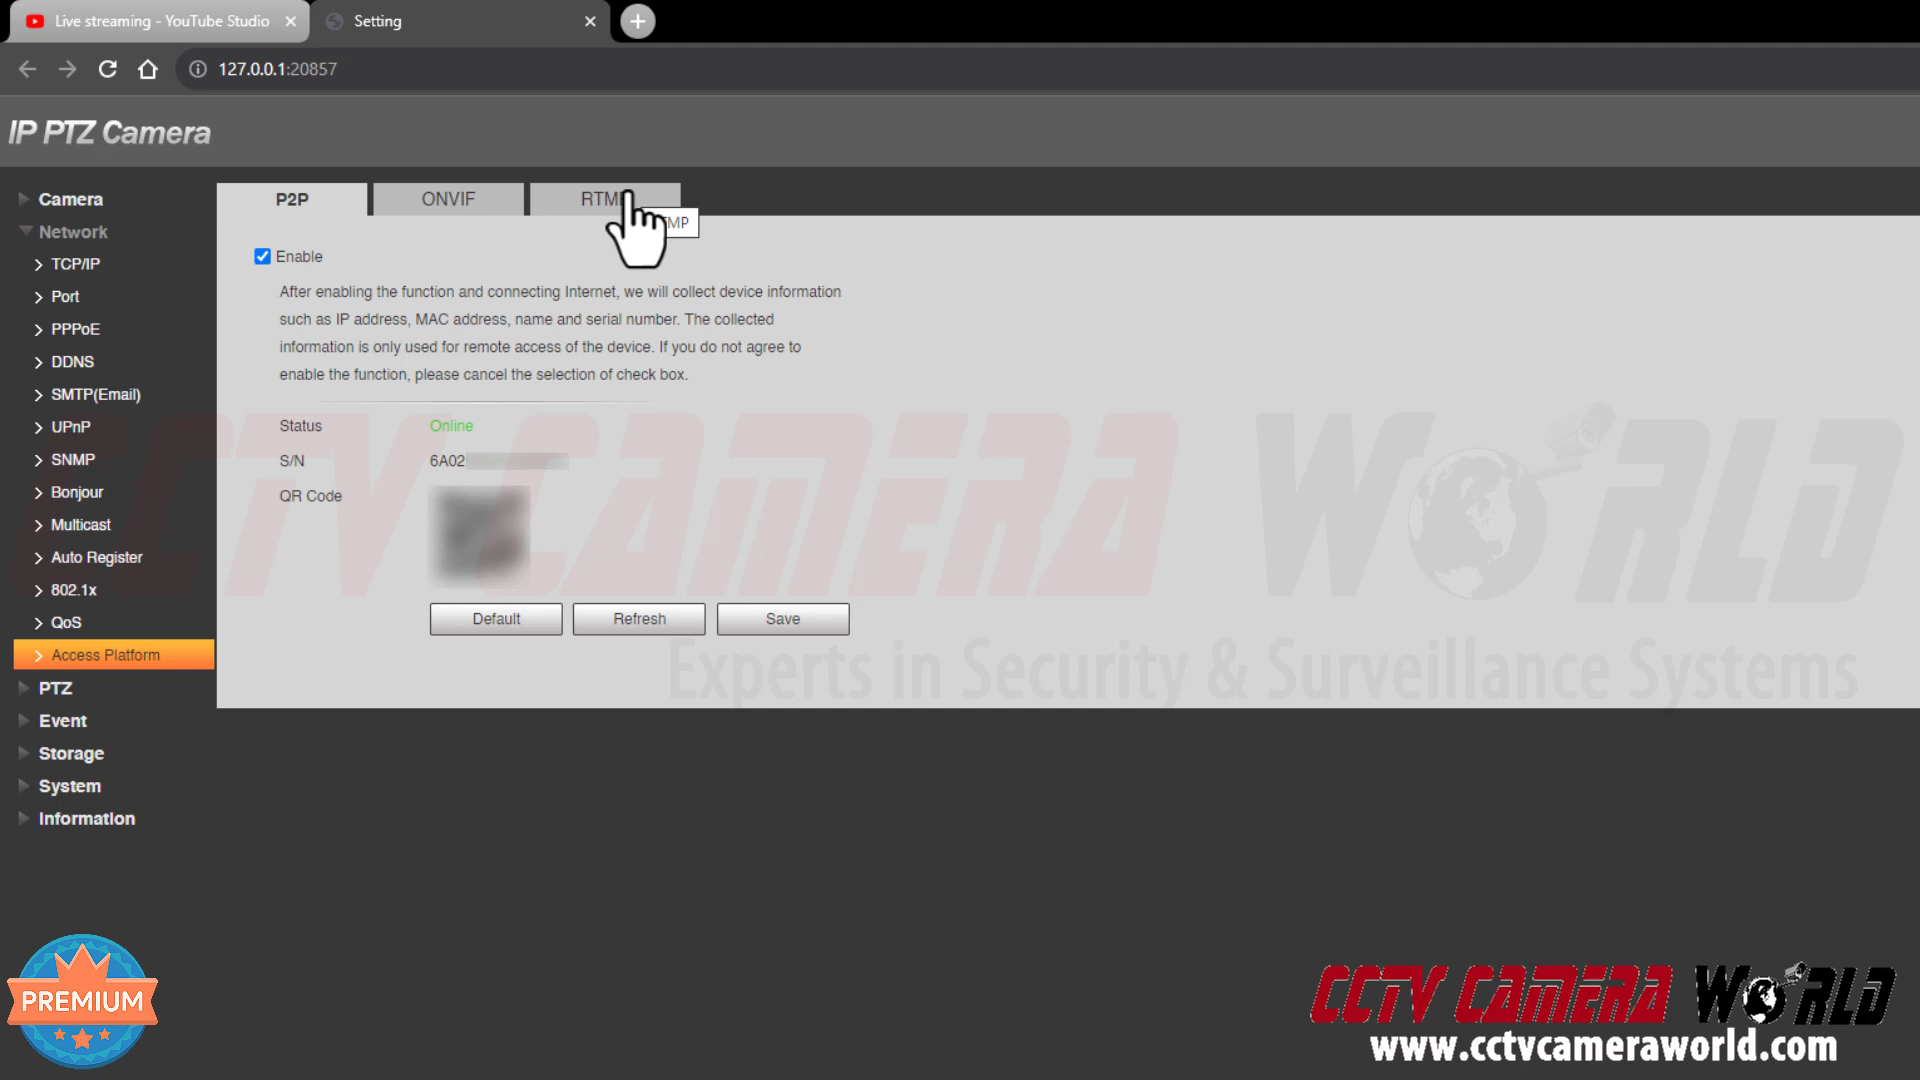 Live streaming - YouTube Studio
Setting
127.0.0.1:20857
IP PTZ Camera
Camera
Network
TCP/IP
Port
PPPoE
DDNS
SMTP(Email)
UPnP
SNMP
Bonjour
Multicast
Auto Register
802.1x
QoS
Access Platform
PTZ
Event
Storage
System
Information
P2P
ONVIF
Enable
After enabling the function and connecting Internet, we will collect device information
such as IP address, MAC address, name and serial number. The collected
information is only used for remote access of the device. If you do not agree to
enable the function, please cancel the selection of check box.
Status Online
S/N 6A02
QR Code
Default Refresh Save
CCTV CAMERA WORLD
Experts in Security & Surveillance Systems
PREMIUM
CCTV CAMERA WORLD
www.cctvcameraworld.com